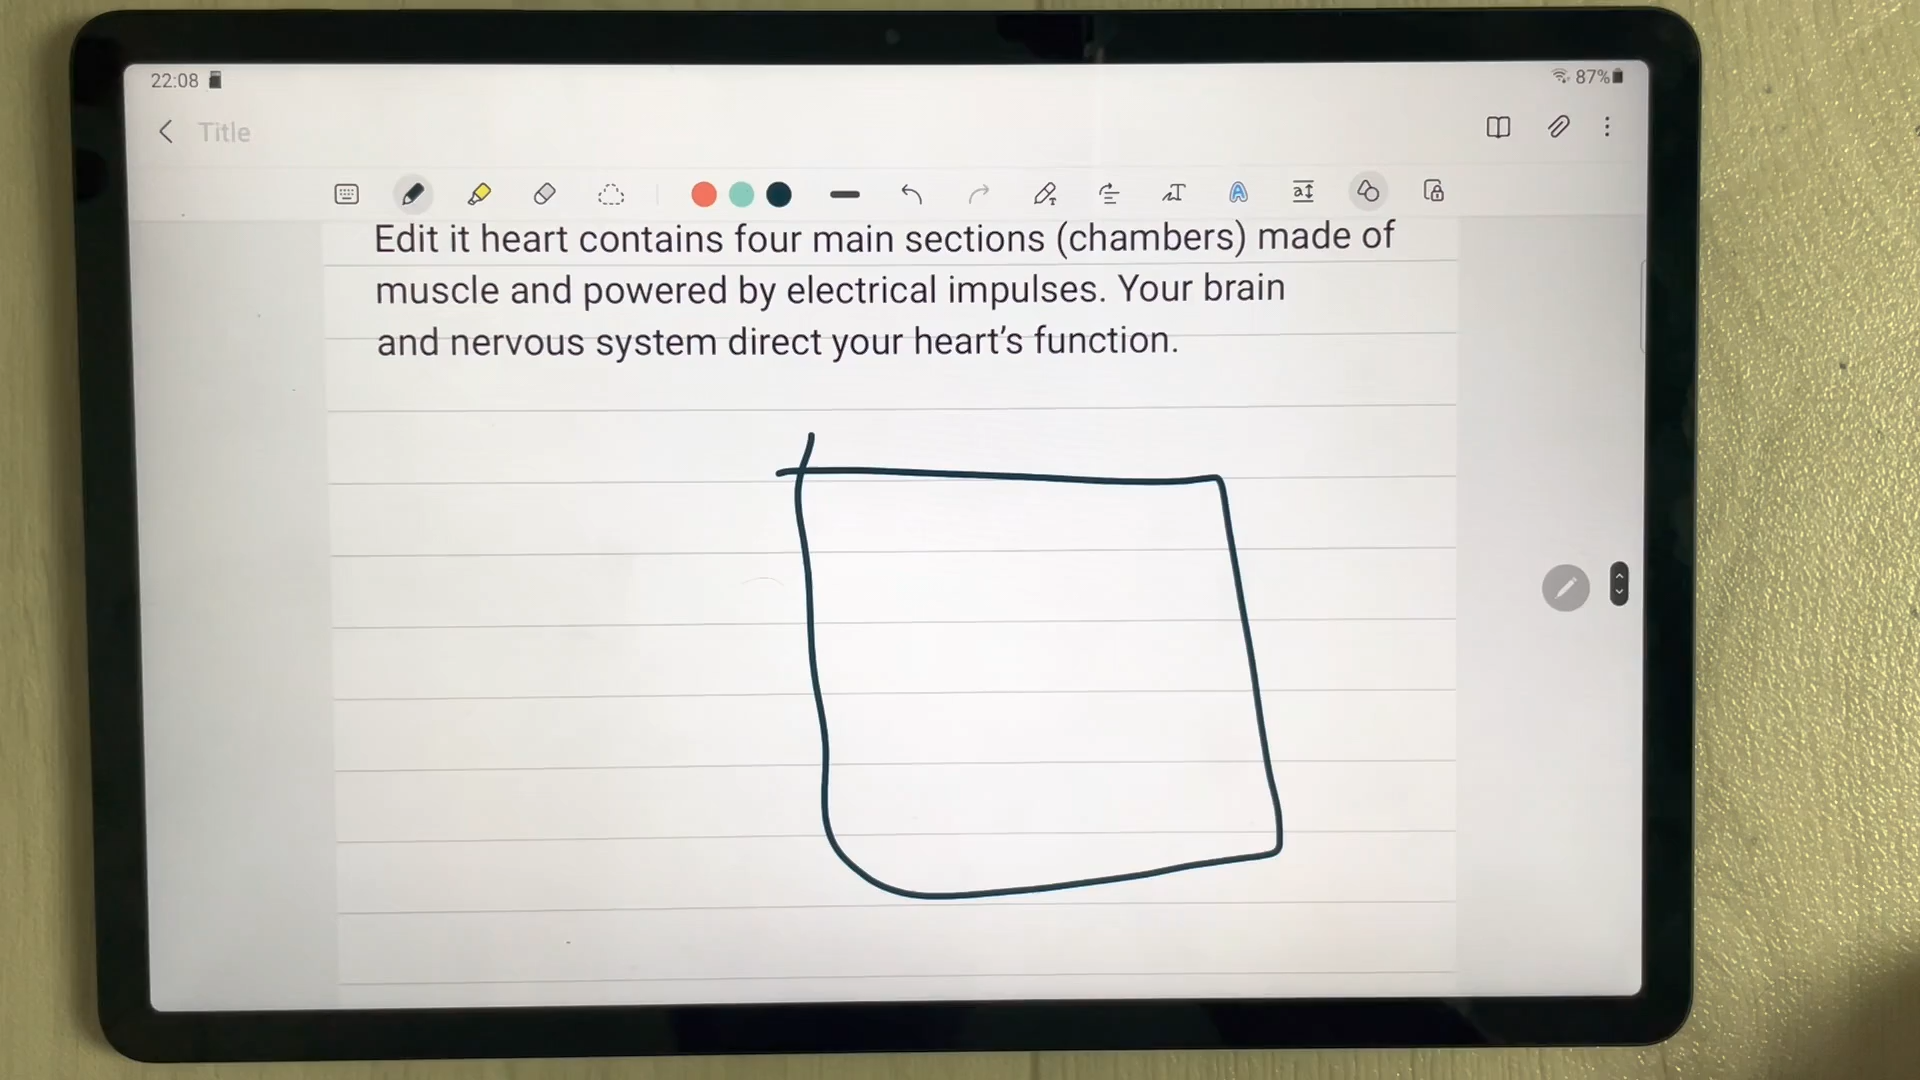 22:08
87%
Title
Edit it heart contains four main sections (chambers) made of
muscle and powered by electrical impulses. Your brain
and nervous system direct your heart's function.